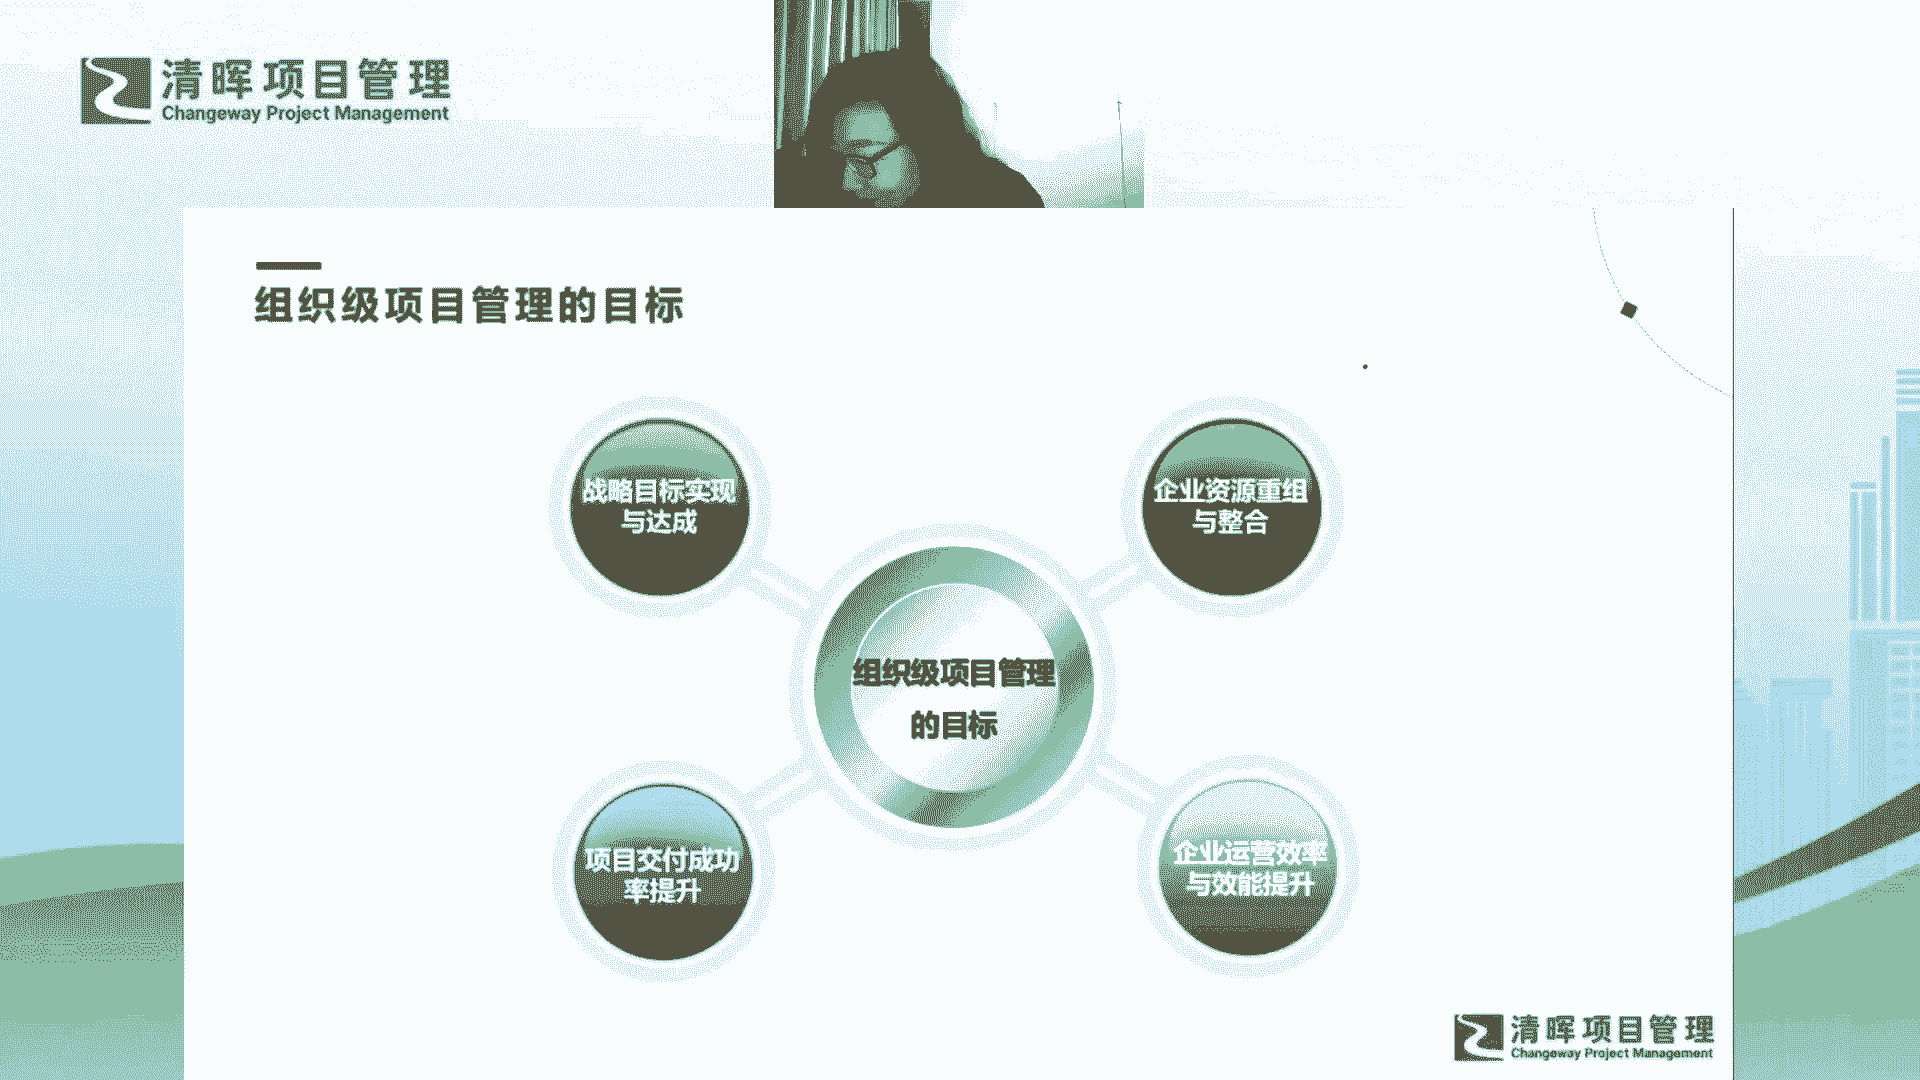 清晖项目管理
Changeway Project Management
组织级项目管理的目标
战略目标实现
与达成
企业资源重组
与整合
组织级项目管理
的目标
项目交付成功
率提升
企业运营效率
与效能提升
清晖项目管理
Changeway Project Management